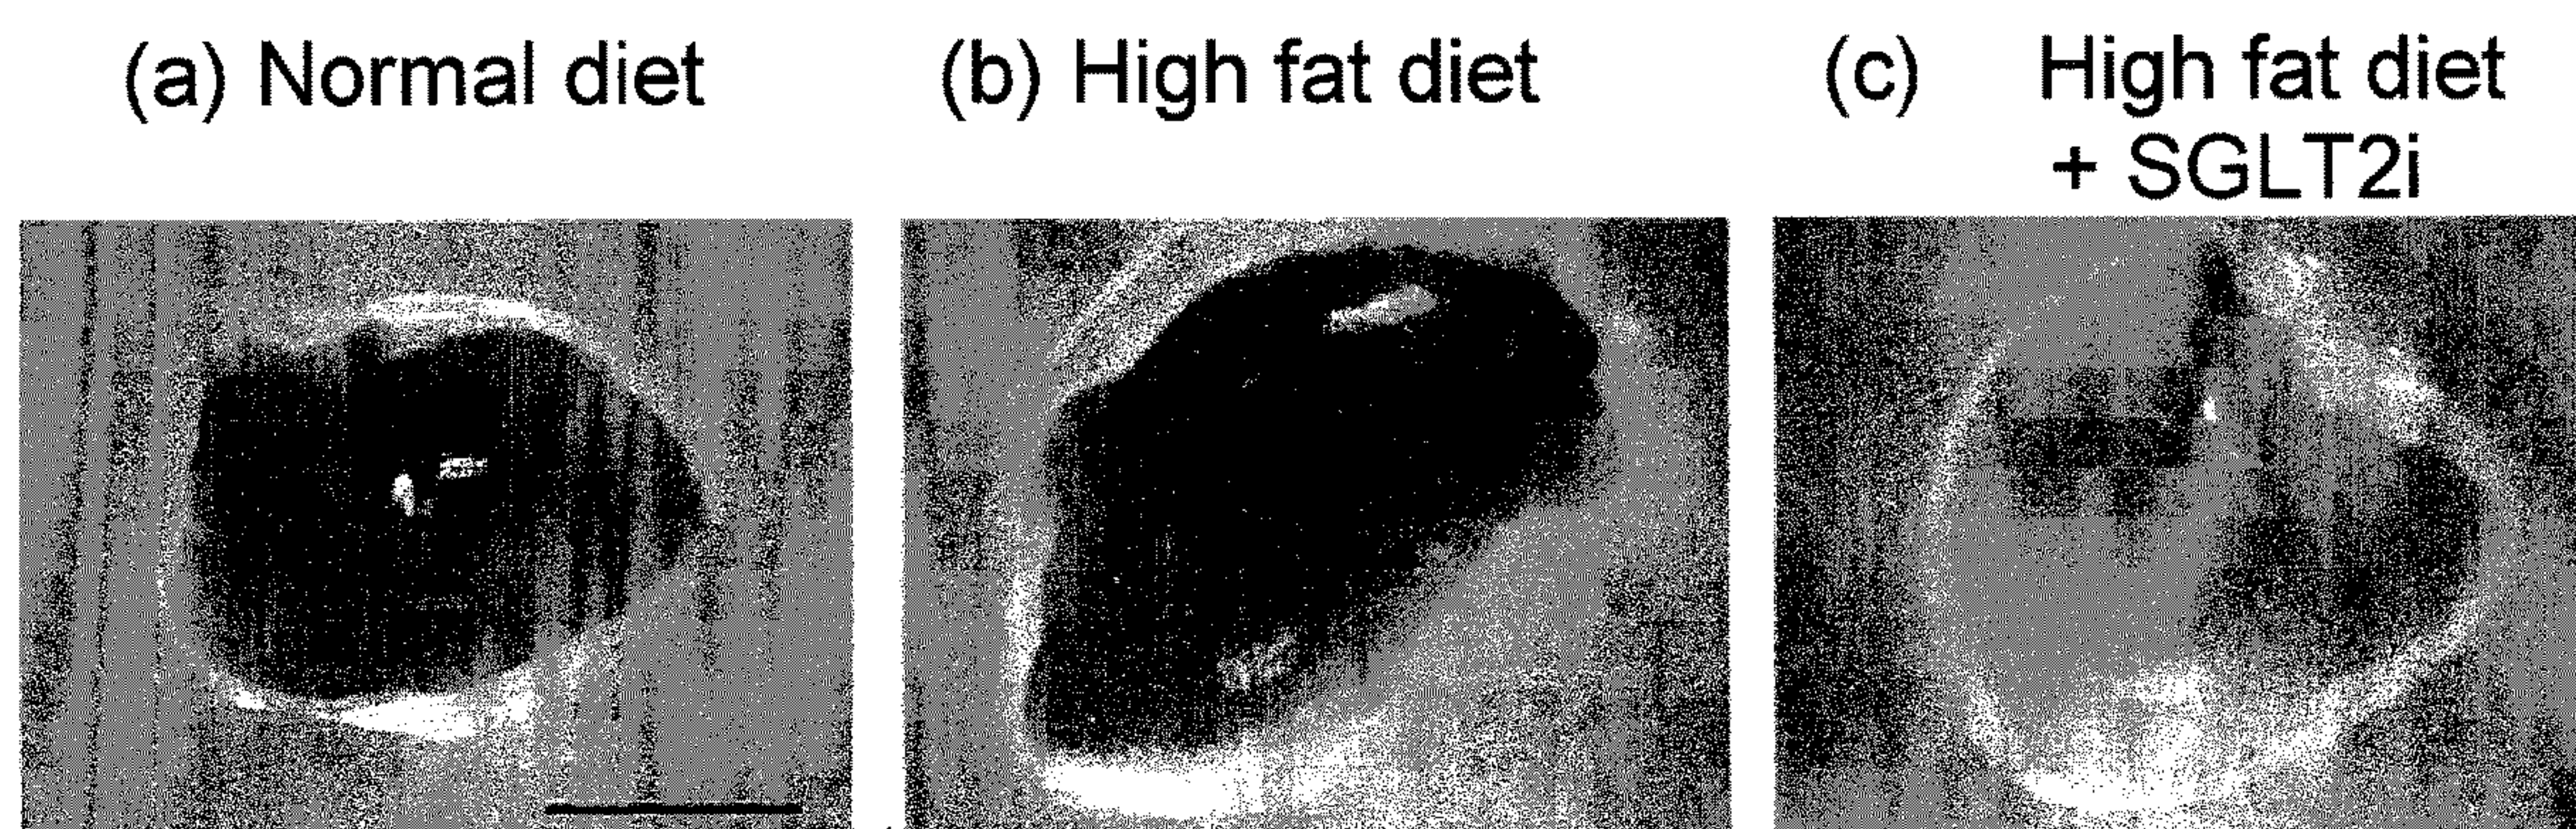 (a) Normal diet
(b) High fat diet
(c) High fat diet
+ SGLT2i